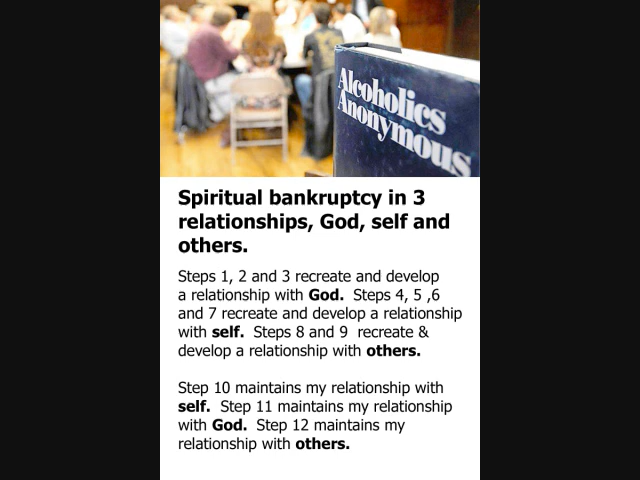 Alcoholics
Anonymous
Spiritual bankruptcy in 3
relationships, God, self and
others.
Steps 1, 2 and 3 recreate and develop
a relationship with God.  Steps 4, 5 ,6
and 7 recreate and develop a relationship
with self.  Steps 8 and 9  recreate &
develop a relationship with others.
Step 10 maintains my relationship with
self.  Step 11 maintains my relationship
with God.  Step 12 maintains my
relationship with others.